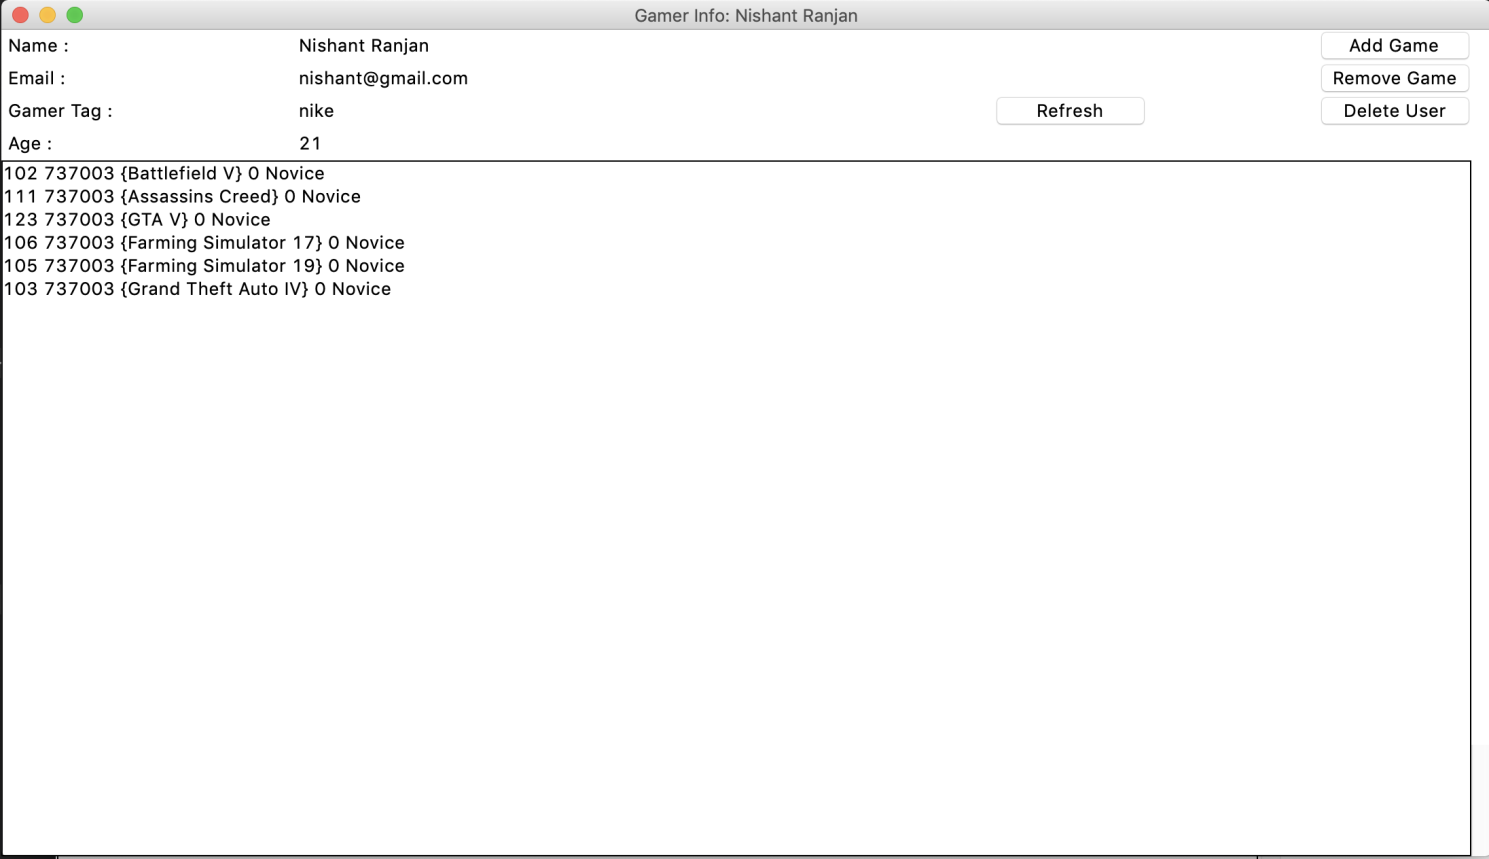 Gamer Info: Nishant Ranjan
Name : Nishant Ranjan Add Game
Email : nishant@gmail.com Remove Game
Gamer Tag : nike Refresh Delete User
Age : 21
102 737003 {Battlefield V} 0 Novice
111 737003 {Assassins Creed} 0 Novice
123 737003 {GTA V} 0 Novice
106 737003 {Farming Simulator 17} 0 Novice
105 737003 {Farming Simulator 19} 0 Novice
103 737003 {Grand Theft Auto IV} 0 Novice